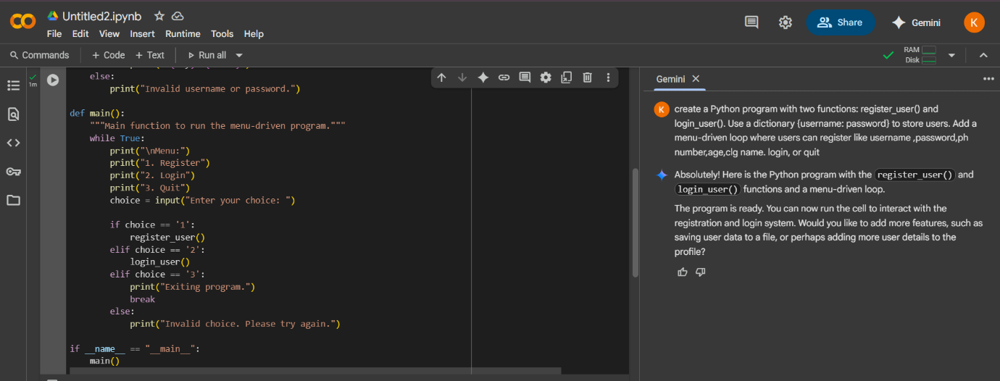 Untitled2.ipynb
File Edit View Insert Runtime Tools Help
Share
Gemini
K
Commands + Code + Text Run all
RAM
Disk
1m
else:
print("Invalid username or password.")
def main():
"""Main function to run the menu-driven program."""
while True:
print("\nMenu:")
print("1. Register")
print("2. Login")
print("3. Quit")
choice = input("Enter your choice: ")
if choice == '1':
register_user()
elif choice == '2':
login_user()
elif choice == '3':
print("Exiting program.")
break
else:
print("Invalid choice. Please try again.")
if __name__ == "__main__":
main()
Gemini
K
create a Python program with two functions: register_user() and
login_user(). Use a dictionary {username: password} to store users. Add a
menu-driven loop where users can register like username ,password,ph
number,age,clg name. login, or quit
Absolutely! Here is the Python program with the register_user() and
login_user() functions and a menu-driven loop.
The program is ready. You can now run the cell to interact with the
registration and login system. Would you like to add more features, such as
saving user data to a file, or perhaps adding more user details to the
profile?